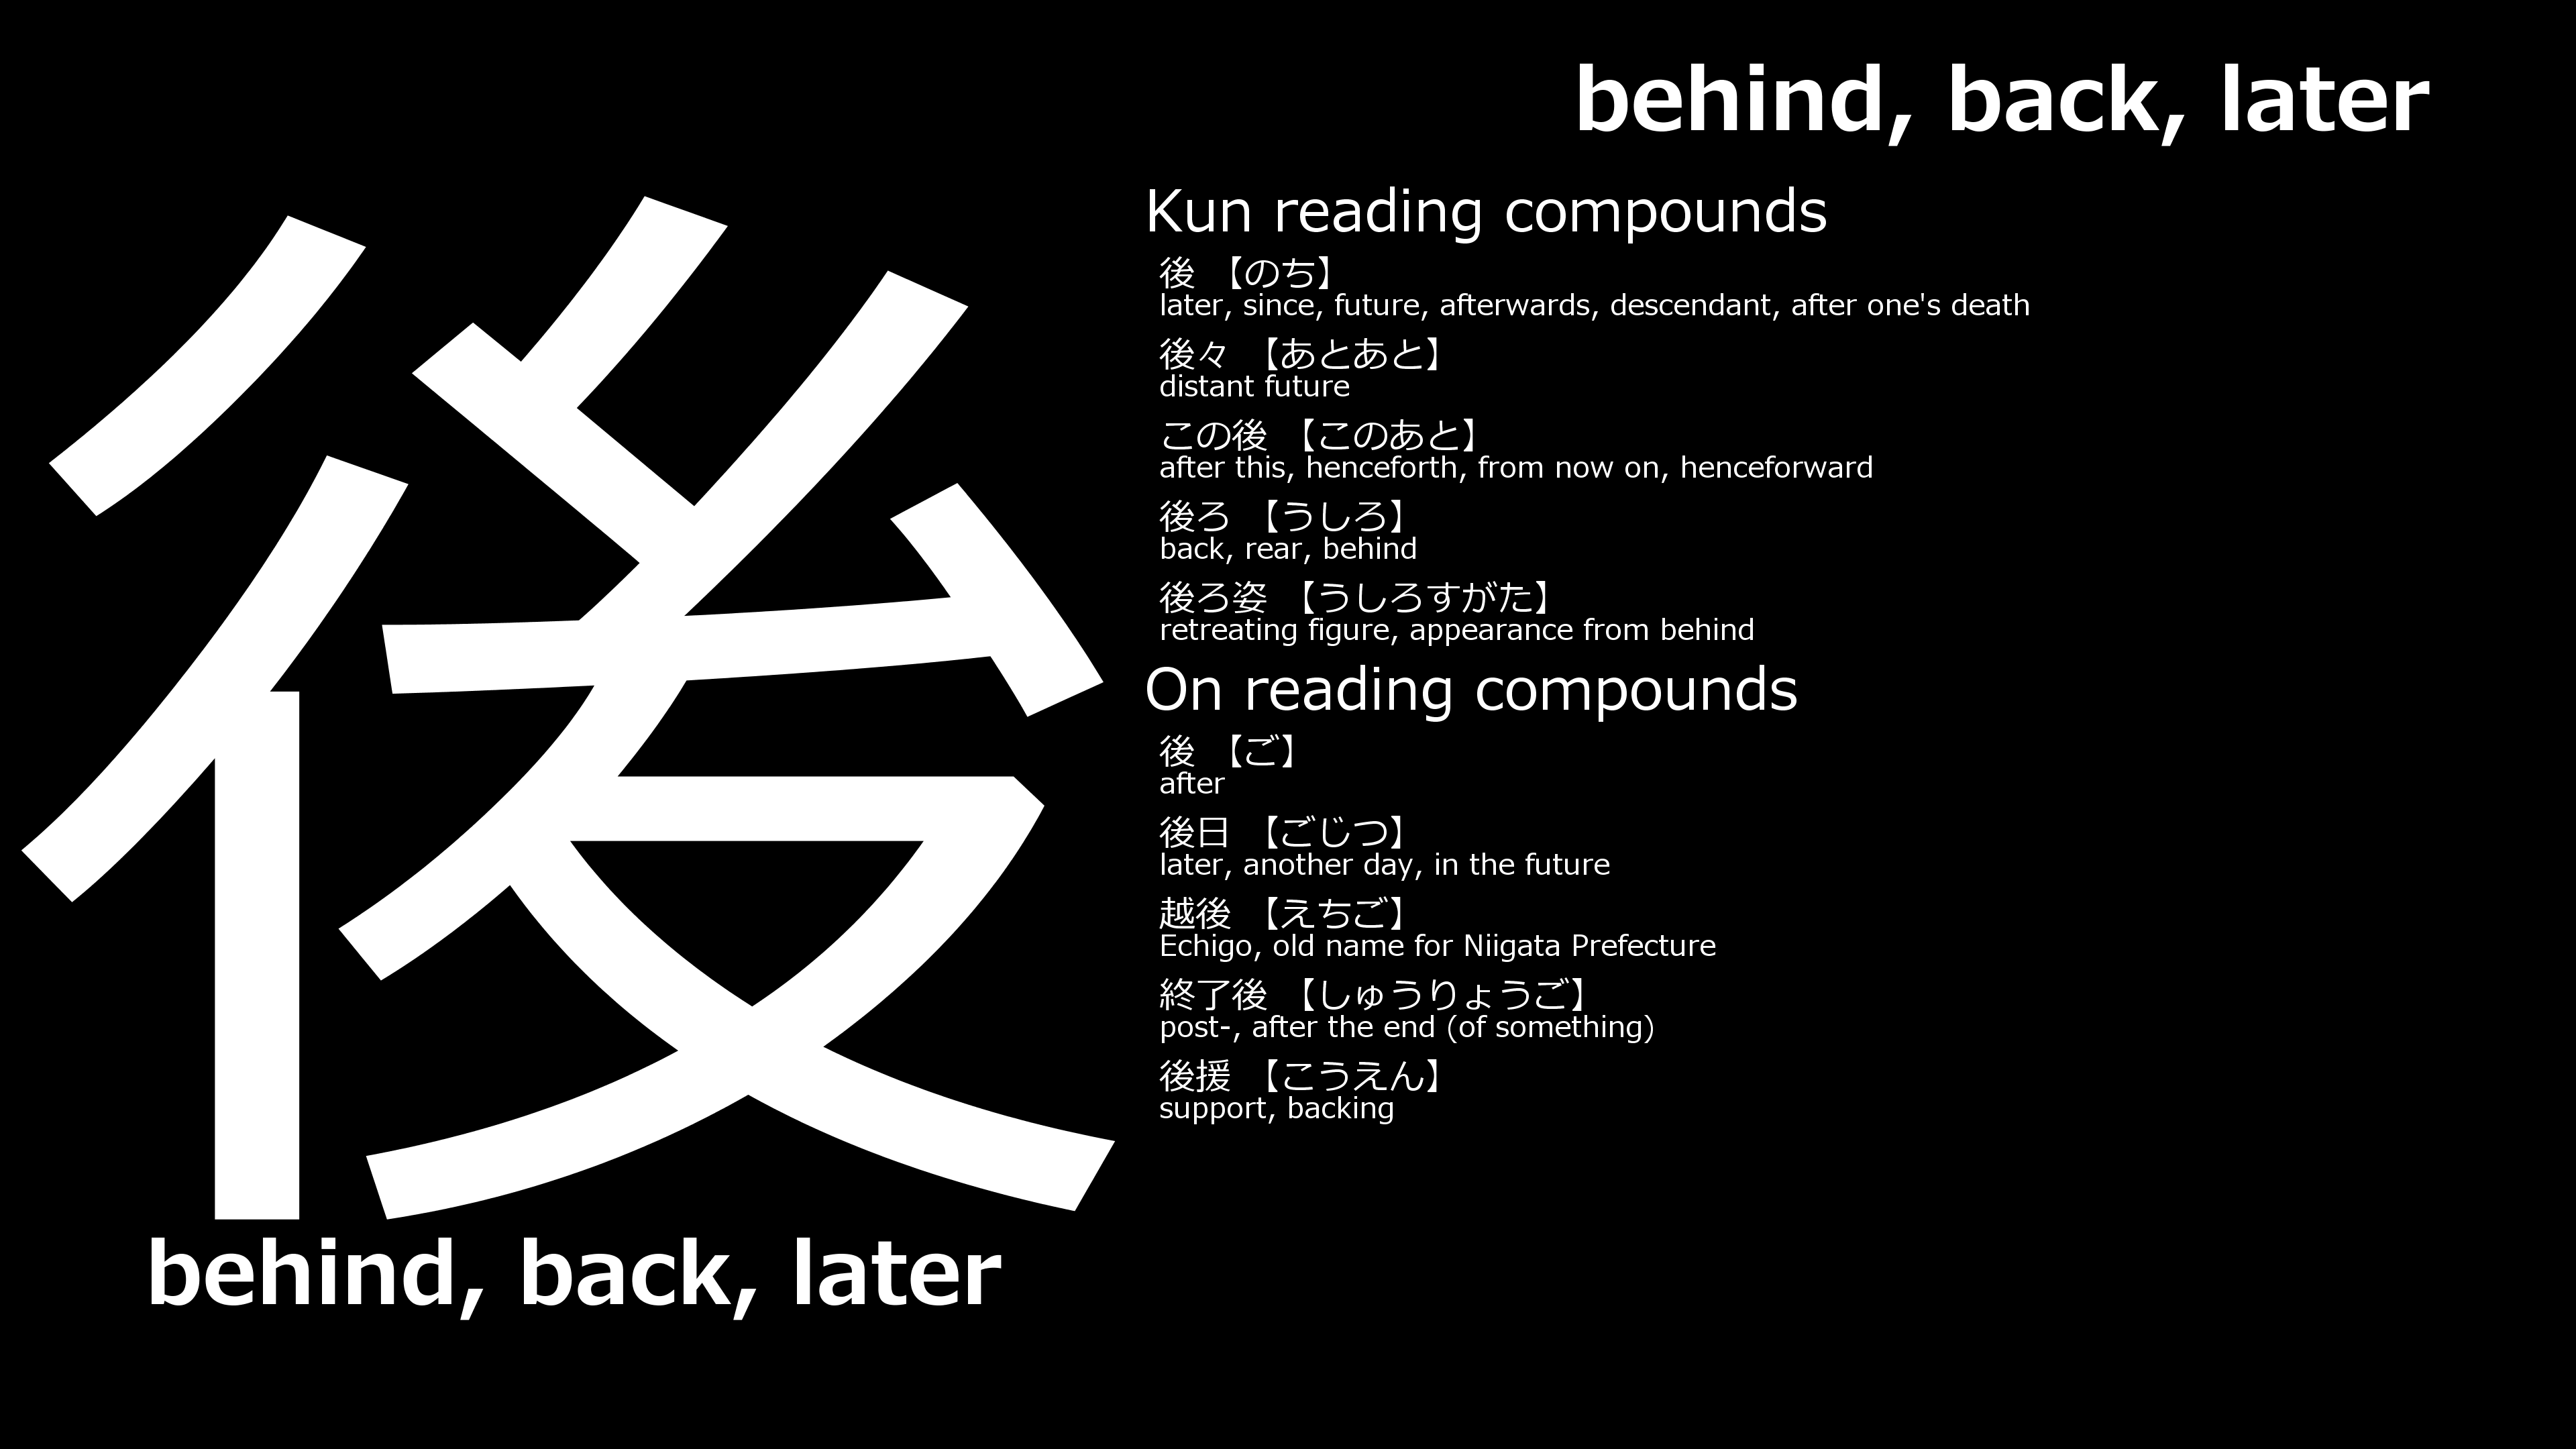 behind, back, later
後
behind, back, later
Kun reading compounds
後 【のち】
later, since, future, afterwards, descendant, after one's death
後々 【あとあと】
distant future
この後 【このあと】
after this, henceforth, from now on, henceforward
後ろ 【うしろ】
back, rear, behind
後ろ姿 【うしろすがた】
retreating figure, appearance from behind
On reading compounds
後 【ご】
after
後日 【ごじつ】
later, another day, in the future
越後 【えちご】
Echigo, old name for Niigata Prefecture
終了後 【しゅうりょうご】
post-, after the end (of something)
後援 【こうえん】
support, backing